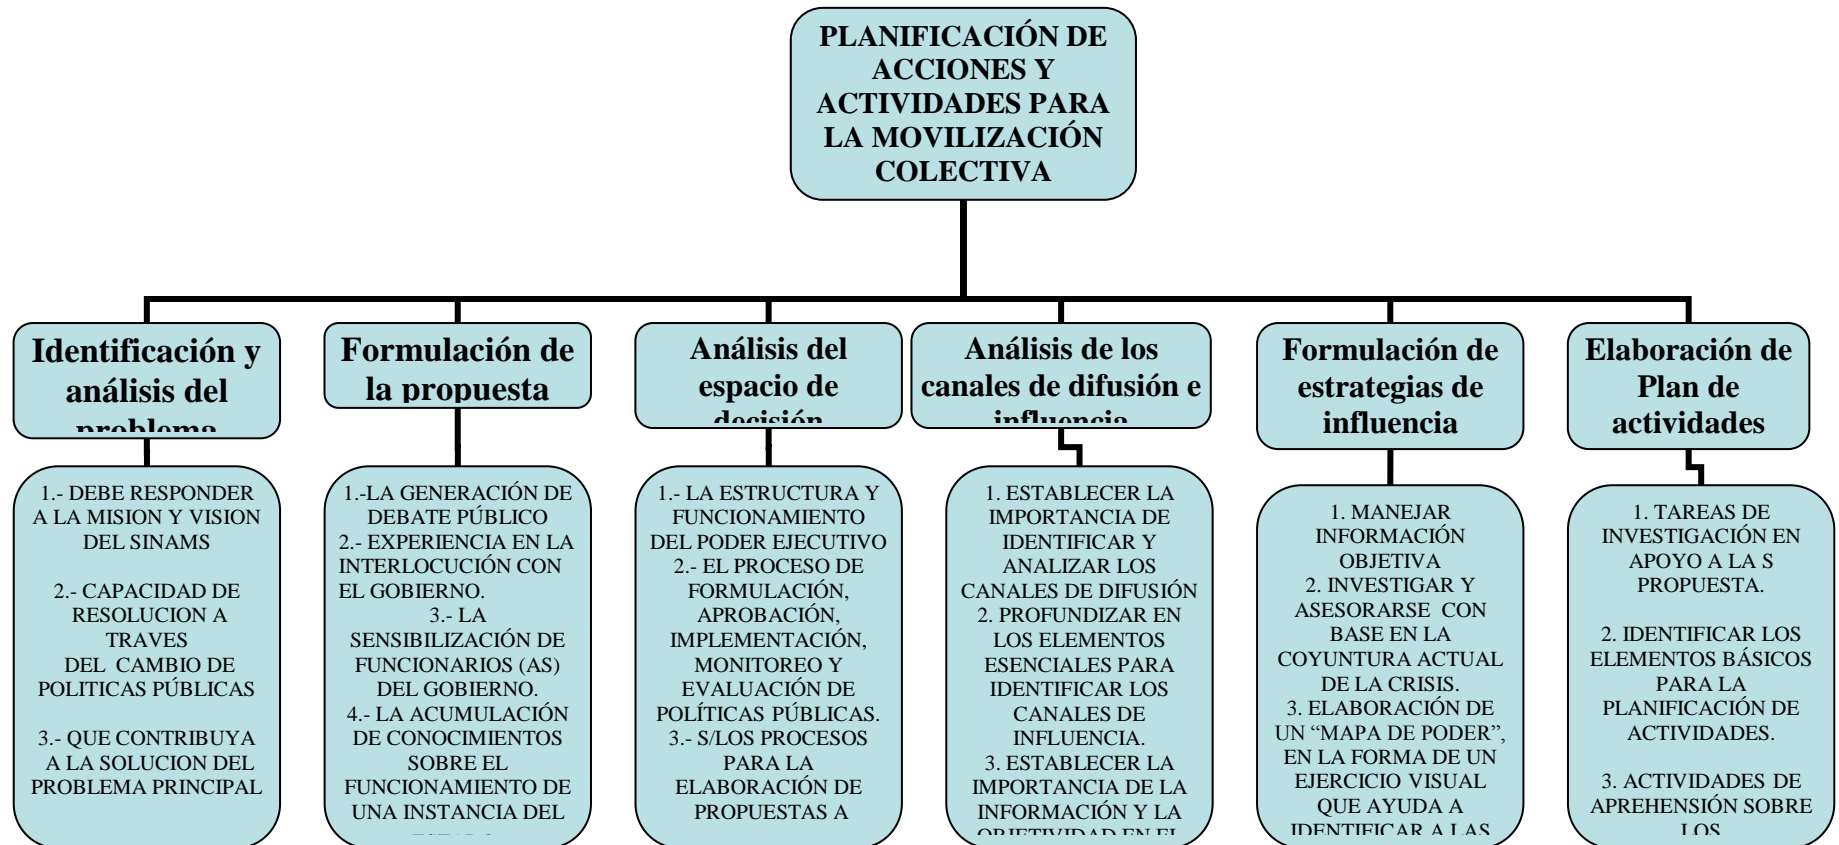 PLANIFICACIÓN DE
ACCIONES Y
ACTIVIDADES PARA
LA MOVILIZACIÓN
COLECTIVA
Identificación y
análisis del
problema
1.- DEBE RESPONDER
A LA MISION Y VISION
DEL SINAMS
2.- CAPACIDAD DE
RESOLUCION A
TRAVES
DEL CAMBIO DE
POLITICAS PÚBLICAS
3.- QUE CONTRIBUYA
A LA SOLUCION DEL
PROBLEMA PRINCIPAL
Formulación de
la propuesta
1.-LA GENERACIÓN DE
DEBATE PÚBLICO
2.- EXPERIENCIA EN LA
INTERLOCUCIÓN CON
EL GOBIERNO.
3.- LA
SENSIBILIZACIÓN DE
FUNCIONARIOS (AS)
DEL GOBIERNO.
4.- LA ACUMULACIÓN
DE CONOCIMIENTOS
SOBRE EL
FUNCIONAMIENTO DE
UNA INSTANCIA DEL
Análisis del
espacio de
decisión
1.- LA ESTRUCTURA Y
FUNCIONAMIENTO
DEL PODER EJECUTIVO
2.- EL PROCESO DE
FORMULACIÓN,
APROBACIÓN,
IMPLEMENTACIÓN,
MONITOREO Y
EVALUACIÓN DE
POLÍTICAS PÚBLICAS.
3.- S/LOS PROCESOS
PARA LA
ELABORACIÓN DE
PROPUESTAS A
Análisis de los
canales de difusión e
influencia
1. ESTABLECER LA
IMPORTANCIA DE
IDENTIFICAR Y
ANALIZAR LOS
CANALES DE DIFUSIÓN
2. PROFUNDIZAR EN
LOS ELEMENTOS
ESENCIALES PARA
IDENTIFICAR LOS
CANALES DE
INFLUENCIA.
3. ESTABLECER LA
IMPORTANCIA DE LA
INFORMACIÓN Y LA
OBJETIVIDAD EN EL
Formulación de
estrategias de
influencia
1. MANEJAR
INFORMACIÓN
OBJETIVA
2. INVESTIGAR Y
ASESORARSE CON
BASE EN LA
COYUNTURA ACTUAL
DE LA CRISIS.
3. ELABORACIÓN DE
UN “MAPA DE PODER”,
EN LA FORMA DE UN
EJERCICIO VISUAL
QUE AYUDA A
IDENTIFICAR A LAS
Elaboración de
Plan de
actividades
1. TAREAS DE
INVESTIGACIÓN EN
APOYO A LA S
PROPUESTA.
2. IDENTIFICAR LOS
ELEMENTOS BÁSICOS
PARA LA
PLANIFICACIÓN DE
ACTIVIDADES.
3. ACTIVIDADES DE
APREHENSIÓN SOBRE
LOS